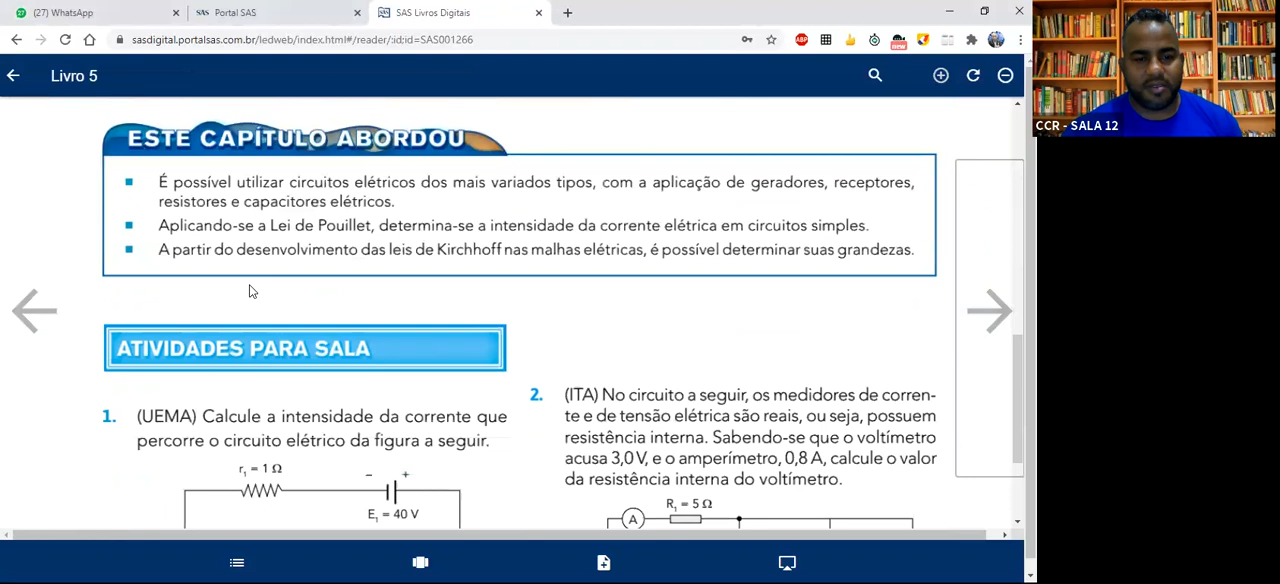 (27) WhatsApp
Portal SAS
SAS Livros Digitais
sasdigital.portalsas.com.br/ledweb/index.html#/reader/:id;id=SAS001266
Livro 5
CCR - SALA 12
ESTE CAPÍTULO ABORDOU
É possível utilizar circuitos elétricos dos mais variados tipos, com a aplicação de geradores, receptores,
resistores e capacitores elétricos.
Aplicando-se a Lei de Pouillet, determina-se a intensidade da corrente elétrica em circuitos simples.
A partir do desenvolvimento das leis de Kirchhoff nas malhas elétricas, é possível determinar suas grandezas.
ATIVIDADES PARA SALA
1. (UEMA) Calcule a intensidade da corrente que
percorre o circuito elétrico da figura a seguir.
r₁ = 1 Ω
- +
E₁ = 40 V
2. (ITA) No circuito a seguir, os medidores de corren-
te e de tensão elétrica são reais, ou seja, possuem
resistência interna. Sabendo-se que o voltímetro
acusa 3,0 V, e o amperímetro, 0,8 A, calcule o valor
da resistência interna do voltímetro.
R₁ = 5 Ω
A